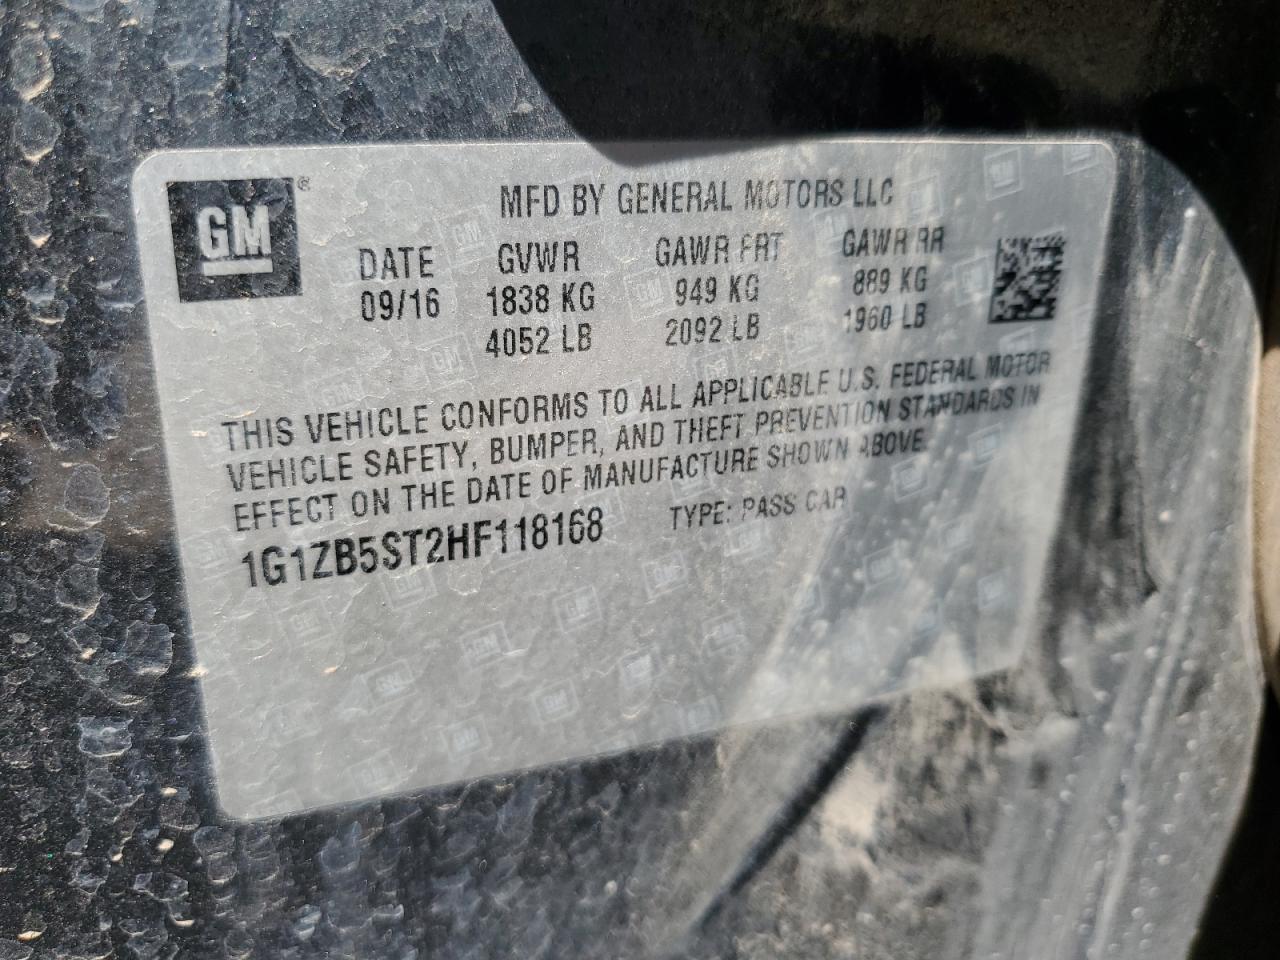 GM ®
MFD BY GENERAL MOTORS LLC
DATE GVWR GAWR FRT GAWR RR
09/16 1838 KG 949 KG 889 KG
4052 LB 2092 LB 1960 LB
THIS VEHICLE CONFORMS TO ALL APPLICABLE U.S. FEDERAL MOTOR
VEHICLE SAFETY, BUMPER, AND THEFT PREVENTION STANDARDS IN
EFFECT ON THE DATE OF MANUFACTURE SHOWN ABOVE.
1G1ZB5ST2HF118168 TYPE: PASS CAR